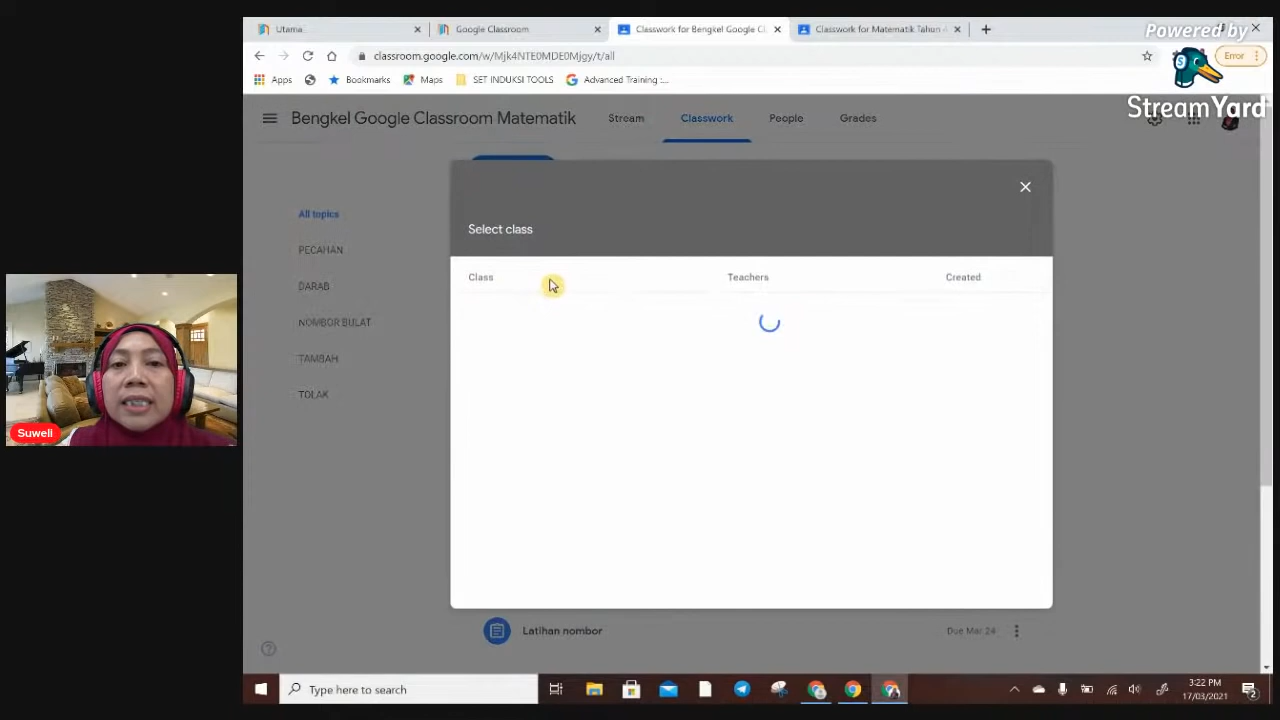 Utama
Google Classroom
Classwork for Bengkel Google Cl
Classwork for Matematik Tahun
Powered by
classroom.google.com/w/Mjk4NTE0MDE0Mjgy/t/all
Error
Apps
Bookmarks
Maps
SET INDUKSI TOOLS
Advanced Training :...
StreamYard
Bengkel Google Classroom Matematik
Stream
Classwork
People
Grades
Select class
All topics
PECAHAN
DARAB
NOMBOR BULAT
TAMBAH
TOLAK
Class
Teachers
Created
Suweli
Latihan nombor
Due Mar 24
Type here to search
3:22 PM
17/03/2021
2